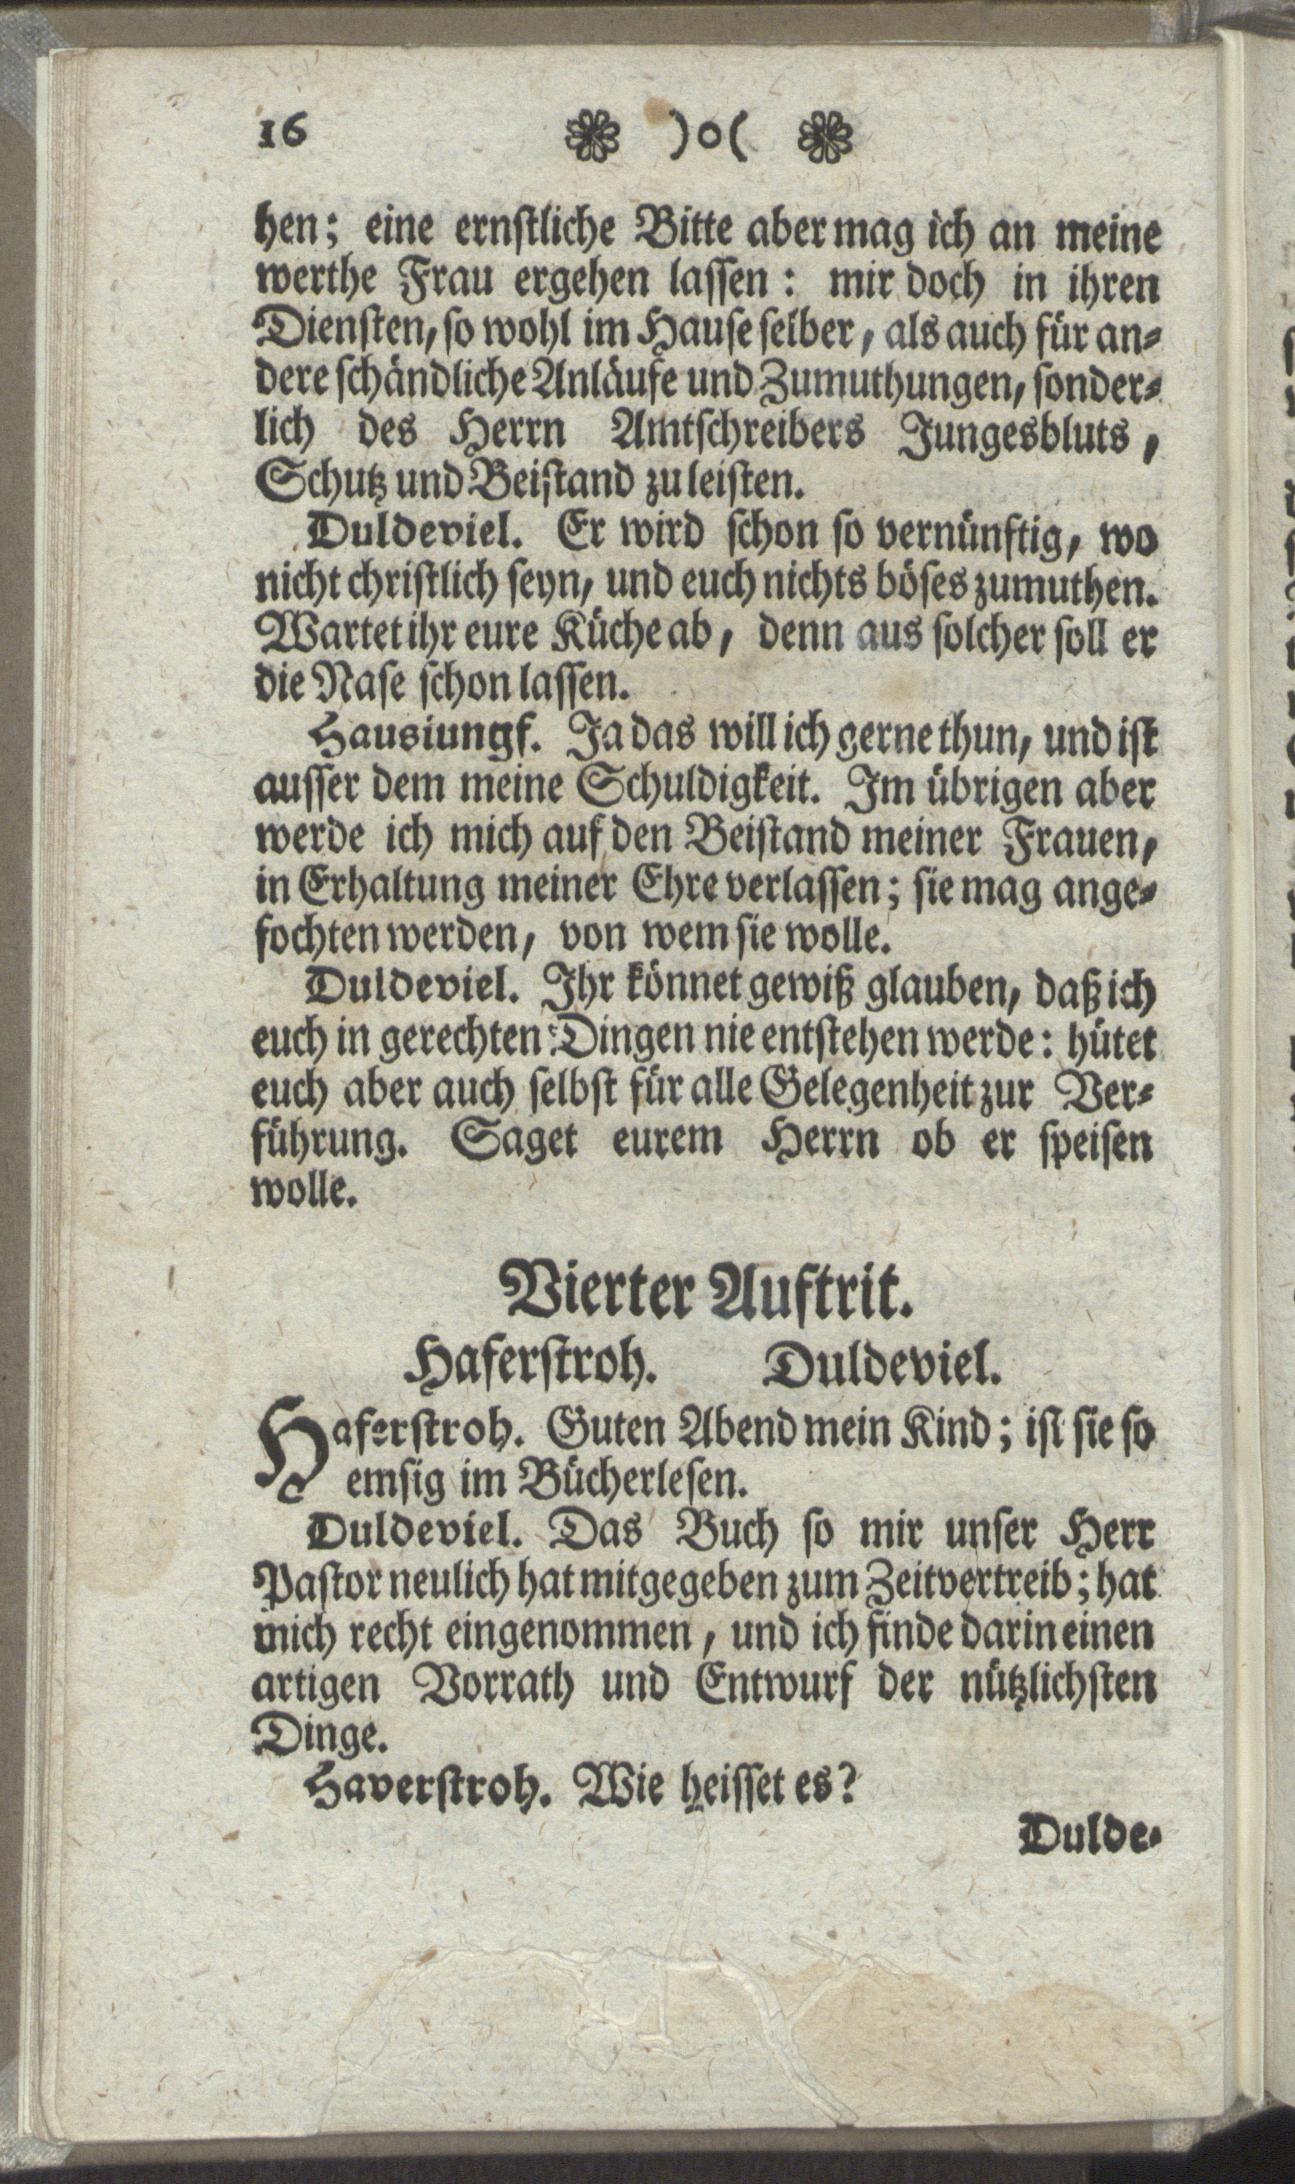 16 ❀ )o( ❀
hen; eine ernstliche Bitte aber mag ich an meine
werthe Frau ergehen lassen: mir doch in ihren
Diensten, so wohl im Hause selber, als auch für an-
dere schändliche Anläufe und Zumuthungen, sonder-
lich des Herrn Amtschreibers Jungesbluts,
Schutz und Beistand zu leisten.
Duldeviel. Er wird schon so vernünftig, wo
nicht christlich seyn, und euch nichts böses zumuthen.
Wartet ihr eure Küche ab, denn aus solcher soll er
die Nase schon lassen.
Hausiungf. Ja das will ich gerne thun, und ist
ausser dem meine Schuldigkeit. Im übrigen aber
werde ich mich auf den Beistand meiner Frauen,
in Erhaltung meiner Ehre verlassen; sie mag ange-
fochten werden, von wem sie wolle.
Duldeviel. Ihr könnet gewiß glauben, daß ich
euch in gerechten Dingen nie entstehen werde: hütet
euch aber auch selbst für alle Gelegenheit zur Ver-
führung. Saget eurem Herrn ob er speisen
wolle.
Vierter Auftrit.
Haferstroh. Duldeviel.
Haferstroh. Guten Abend mein Kind; ist sie so
emsig im Bücherlesen.
Duldeviel. Das Buch so mir unser Herr
Pastor neulich hat mitgegeben zum Zeitvertreib; hat
mich recht eingenommen, und ich finde darin einen
artigen Vorrath und Entwurf der nützlichsten
Dinge.
Haverstroh. Wie heisset es?
Dulde-